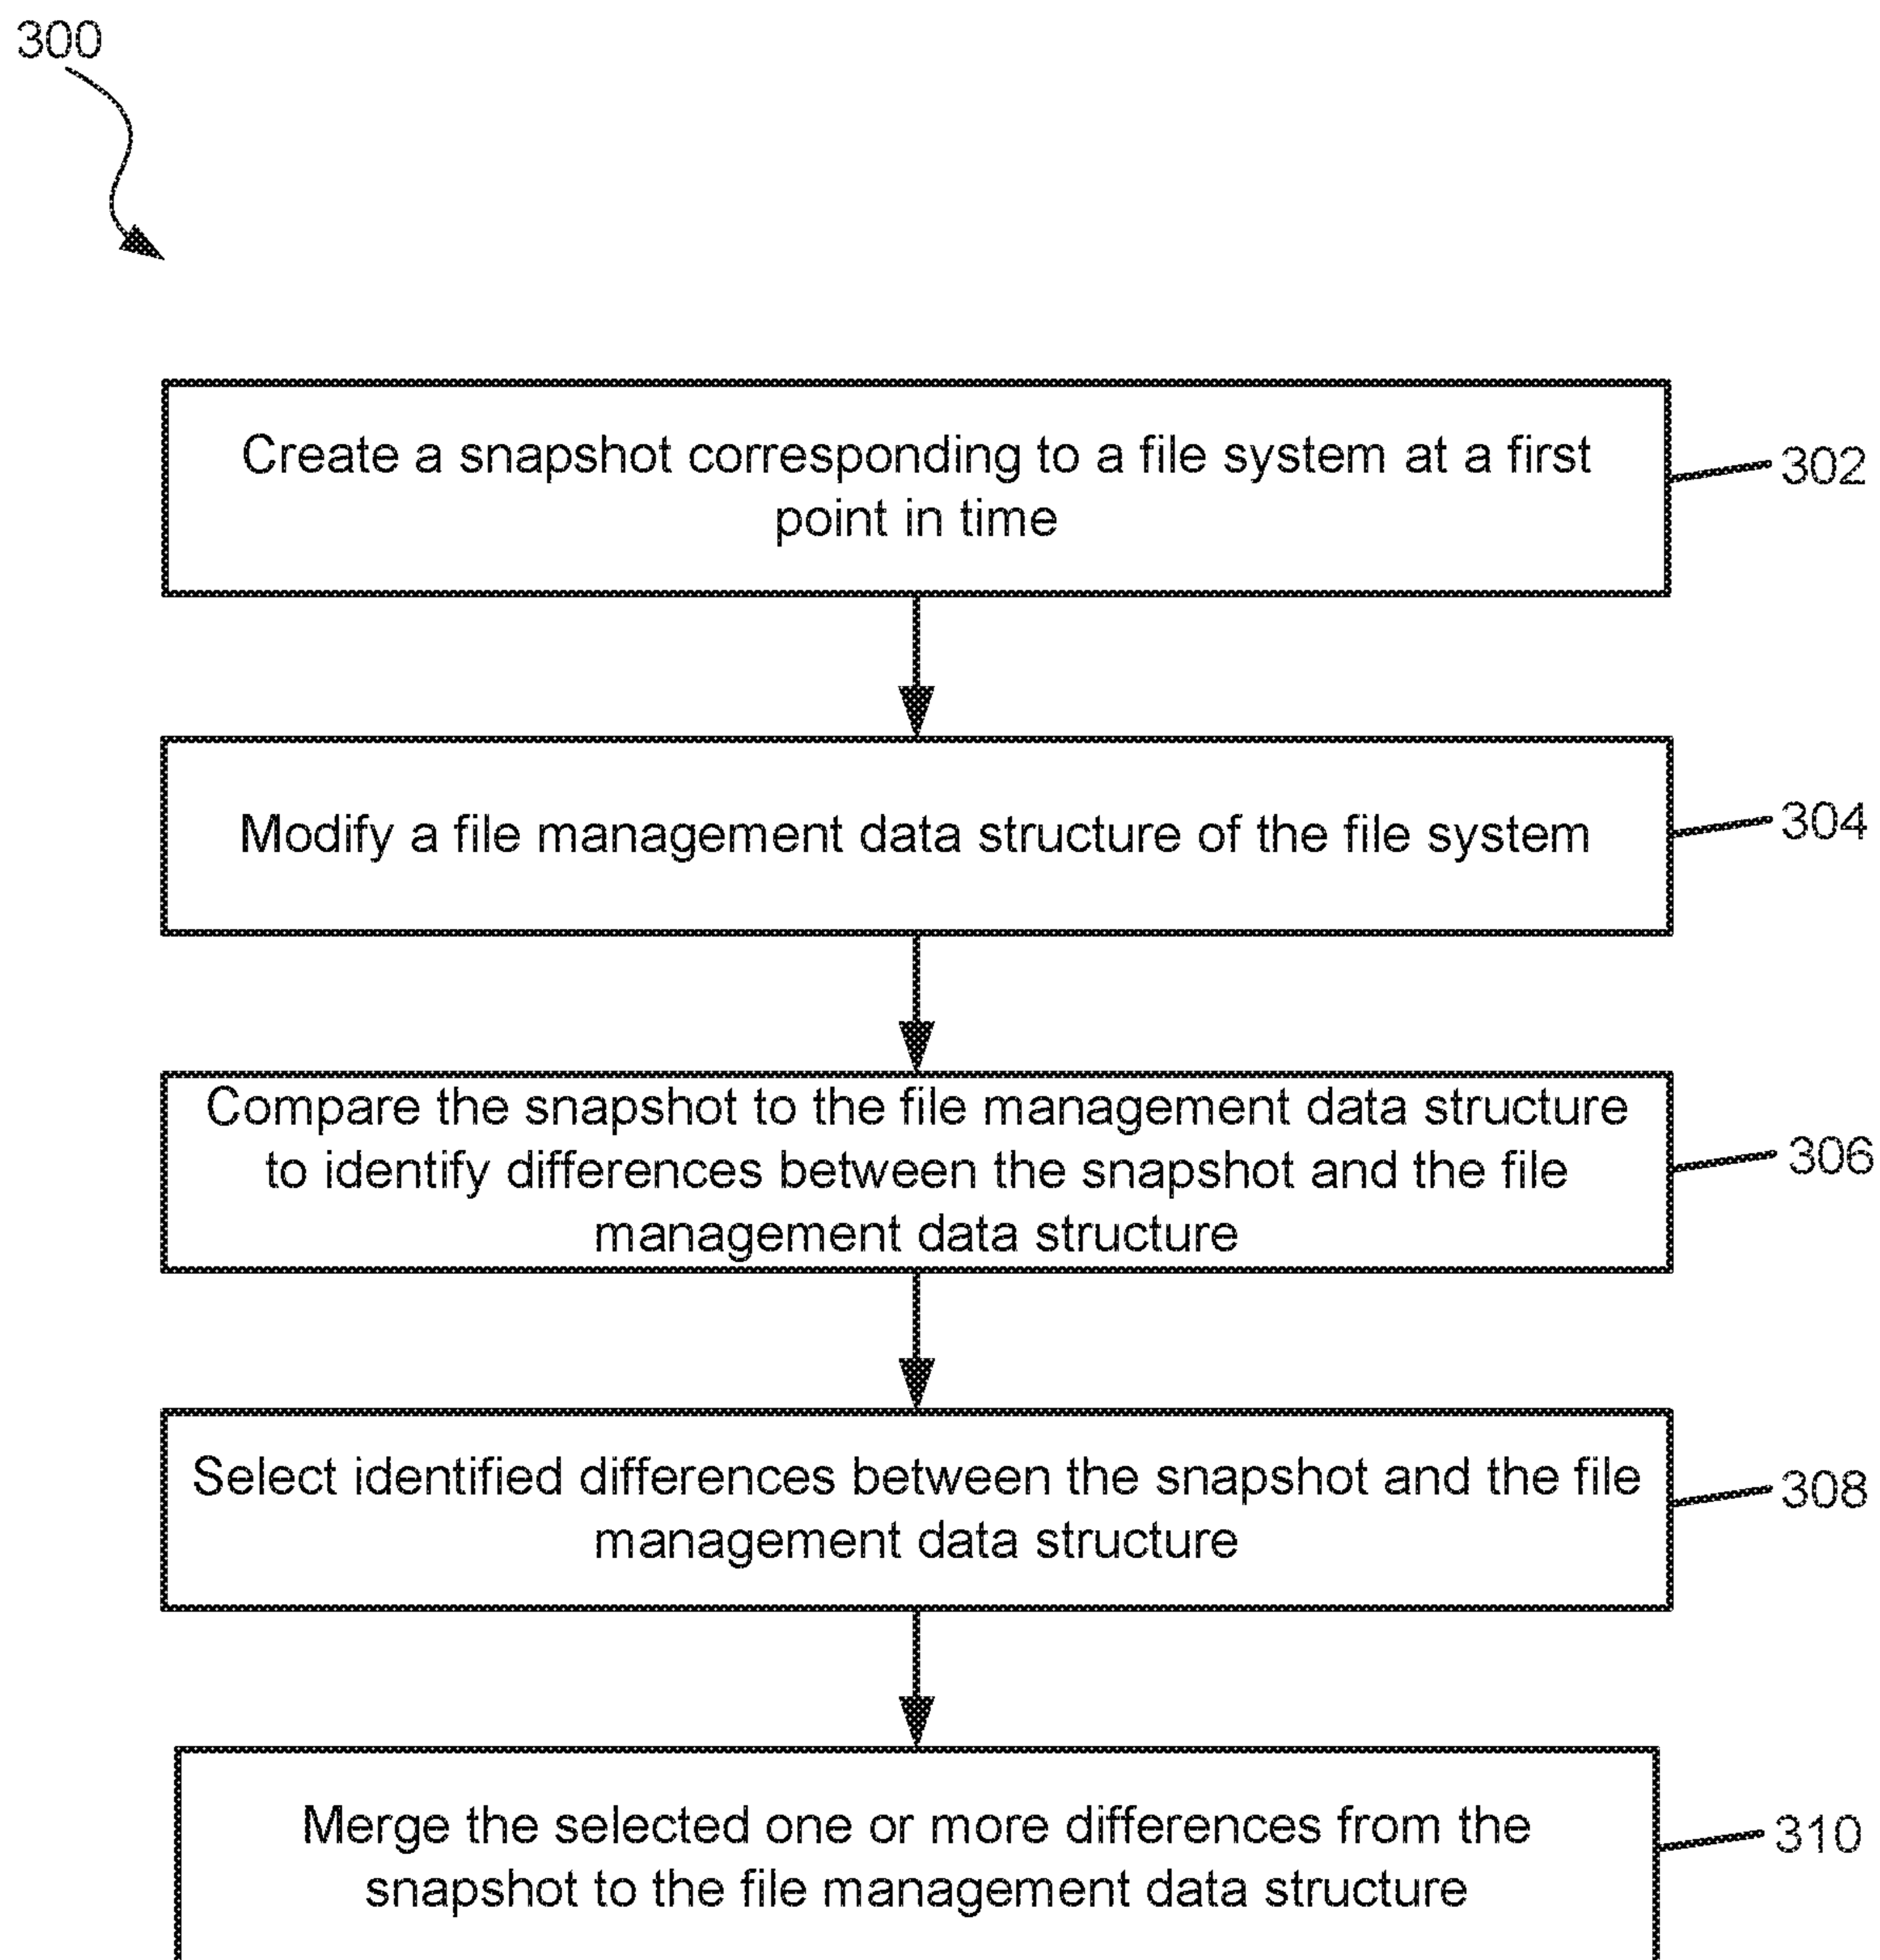 300
Create a snapshot corresponding to a file system at a first
point in time
302
Modify a file management data structure of the file system
304
Compare the snapshot to the file management data structure
to identify differences between the snapshot and the file
management data structure
306
Select identified differences between the snapshot and the file
management data structure
308
Merge the selected one or more differences from the
snapshot to the file management data structure
310